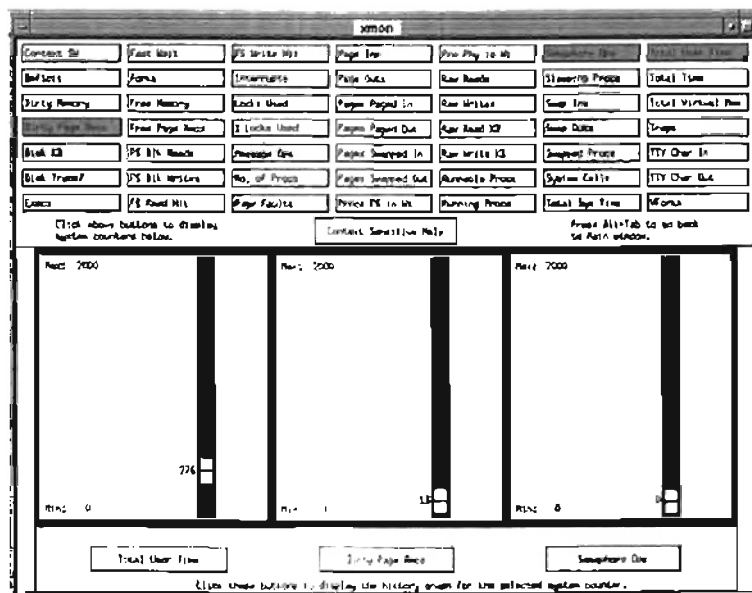 xmon
Context SW Fast Wait FS Write Hit Page Ins Pro Phy to Wt Semaphore Ops Total User Time
Forks Interrupts Page Outs Raw Reads Sleeping Procs Total Time
Dirty Memory Free Memory Locks Used Pages Paged In Raw Writes Swap Ins Total Virtual Mem
Dirty Page Recs Free Page Recs X Locks Used Pages Paged Out Raw Read KB Swap Outs Traps
Disk KB FS Blk Reads Message Ops Pages Swapped In Raw Write KB Swapped Procs TTY Char In
FS Blk Writes No. of Procs Pages Swapped Out Runnable Procs System Calls TTY Char Out
Execs FS Read Hit Page Faults Procs FS in Wt Running Procs Total Sys Time VForks
Click above buttons to display
system counters below.
Context Sensitive Help
Press Alt-Tab to go back
to Main window.
Max: 2000 Max: 2000 Max: 2000
776
13
Min: 0 Min: Min: 0
Total User Time Dirty Page Recs Semaphore Ops
Click these buttons to display the history graph for the selected system counter.